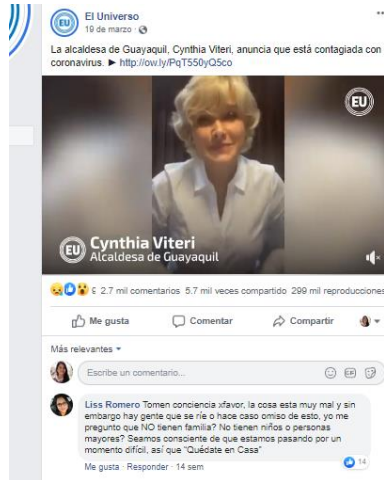 El Universo
19 de marzo ·
La alcaldesa de Guayaquil, Cynthia Viteri, anuncia que está contagiada con
coronavirus. ► http://ow.ly/PqT550yQ5co
EU
EU Cynthia Viteri
Alcaldesa de Guayaquil
2.7 mil comentarios 5.7 mil veces compartido 299 mil reproducciones
Me gusta Comentar Compartir
Más relevantes
Escribe un comentario...
GIF
Liss Romero Tomen conciencia xfavor, la cosa esta muy mal y sin
embargo hay gente que se ríe o hace caso omiso de esto, yo me
pregunto que NO tienen familia? No tienen niños o personas
mayores? Seamos consciente de que estamos pasando por un
momento difícil, así que "Quédate en Casa"
14
Me gusta · Responder · 14 sem